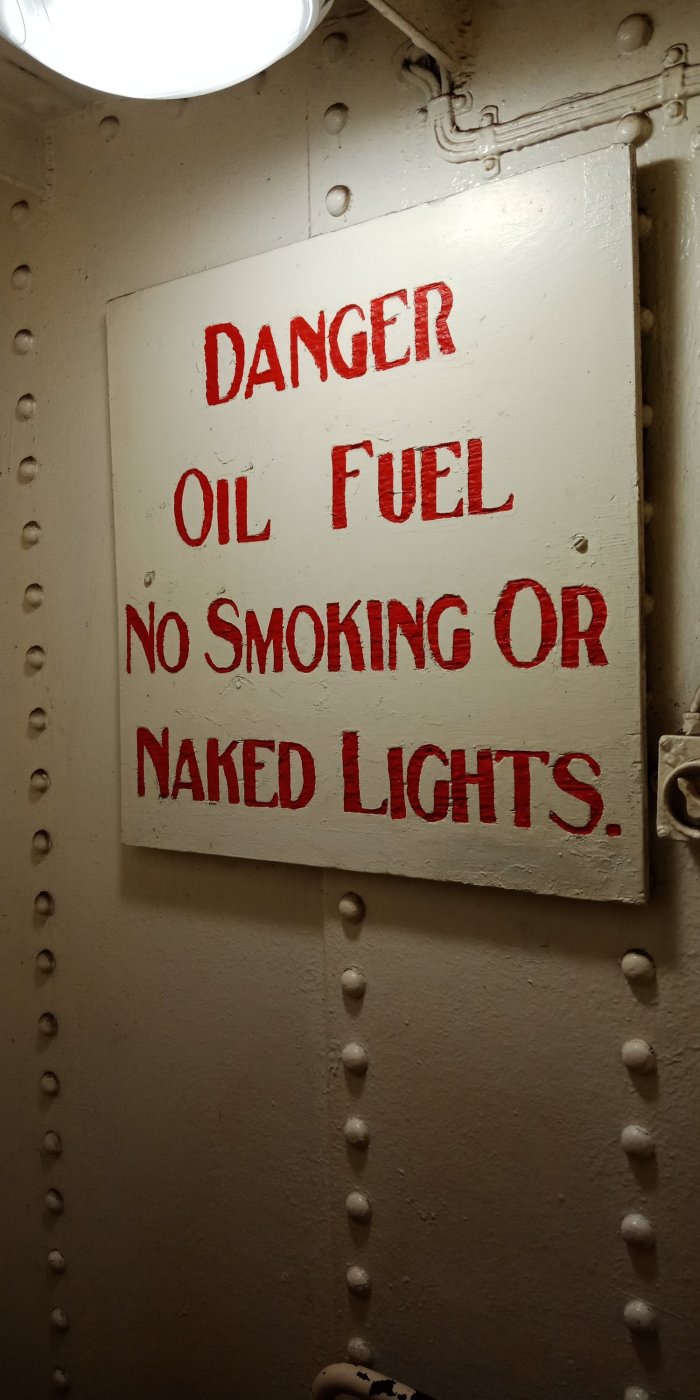 DANGER
OIL FUEL
NO SMOKING OR
NAKED LIGHTS.